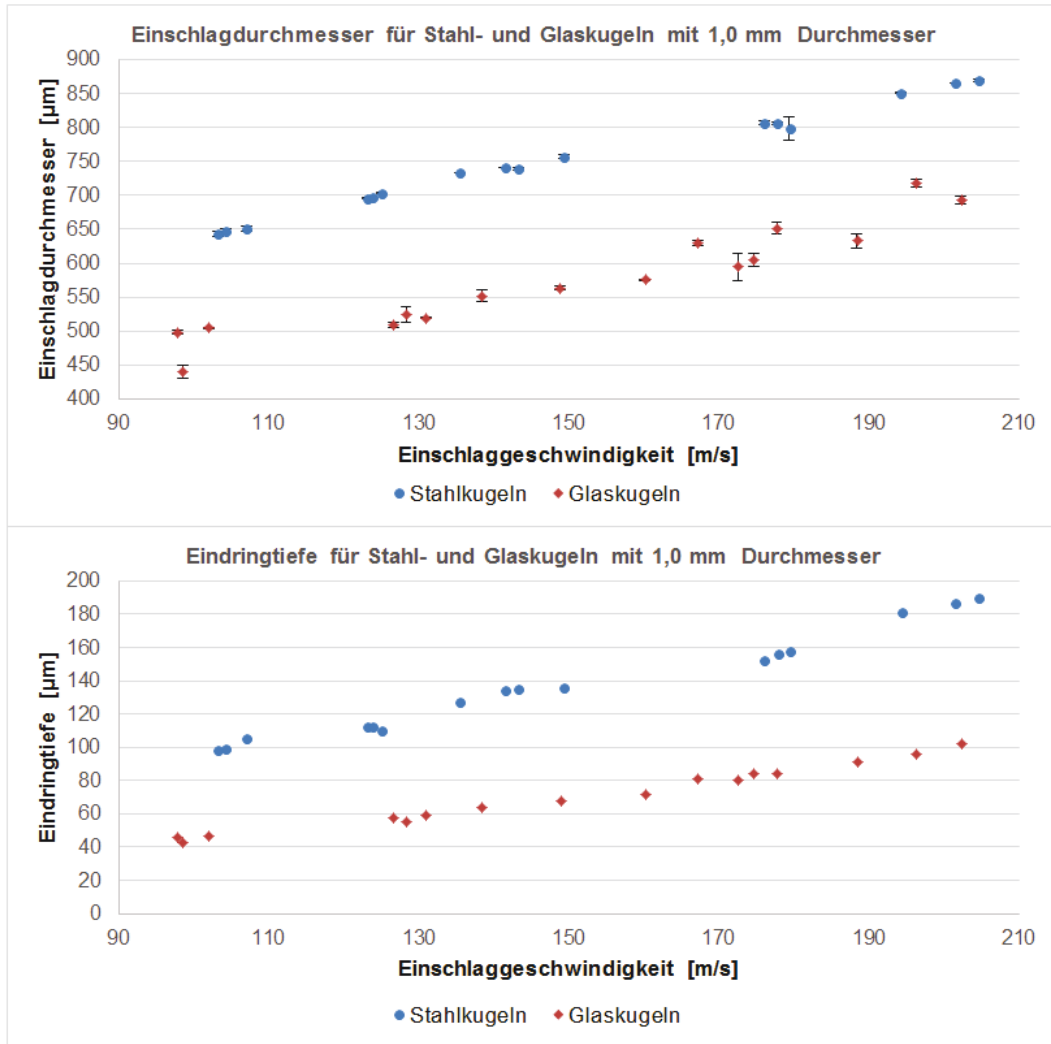 Einschlagdurchmesser für Stahl- und Glaskugeln mit 1,0 mm Durchmesser
900
850
800
750
700
650
600
550
500
450
400
Einschlagdurchmesser [µm]
90 110 130 150 170 190 210
Einschlaggeschwindigkeit [m/s]
Stahlkugeln Glaskugeln
Eindringtiefe für Stahl- und Glaskugeln mit 1,0 mm Durchmesser
200
180
160
140
120
100
80
60
40
20
0
Eindringtiefe [µm]
90 110 130 150 170 190 210
Einschlaggeschwindigkeit [m/s]
Stahlkugeln Glaskugeln